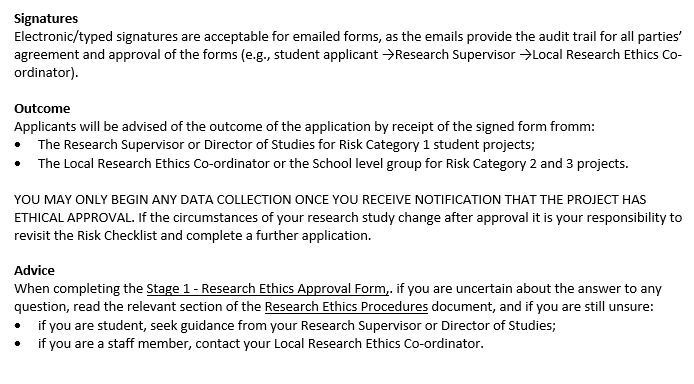 Signatures
Electronic/typed signatures are acceptable for emailed forms, as the emails provide the audit trail for all parties'
agreement and approval of the forms (e.g., student applicant →Research Supervisor →Local Research Ethics Co-
ordinator).
Outcome
Applicants will be advised of the outcome of the application by receipt of the signed form fromm:
• The Research Supervisor or Director of Studies for Risk Category 1 student projects;
• The Local Research Ethics Co-ordinator or the School level group for Risk Category 2 and 3 projects.
YOU MAY ONLY BEGIN ANY DATA COLLECTION ONCE YOU RECEIVE NOTIFICATION THAT THE PROJECT HAS
ETHICAL APPROVAL. If the circumstances of your research study change after approval it is your responsibility to
revisit the Risk Checklist and complete a further application.
Advice
When completing the Stage 1 - Research Ethics Approval Form,. if you are uncertain about the answer to any
question, read the relevant section of the Research Ethics Procedures document, and if you are still unsure:
• if you are student, seek guidance from your Research Supervisor or Director of Studies;
• if you are a staff member, contact your Local Research Ethics Co-ordinator.